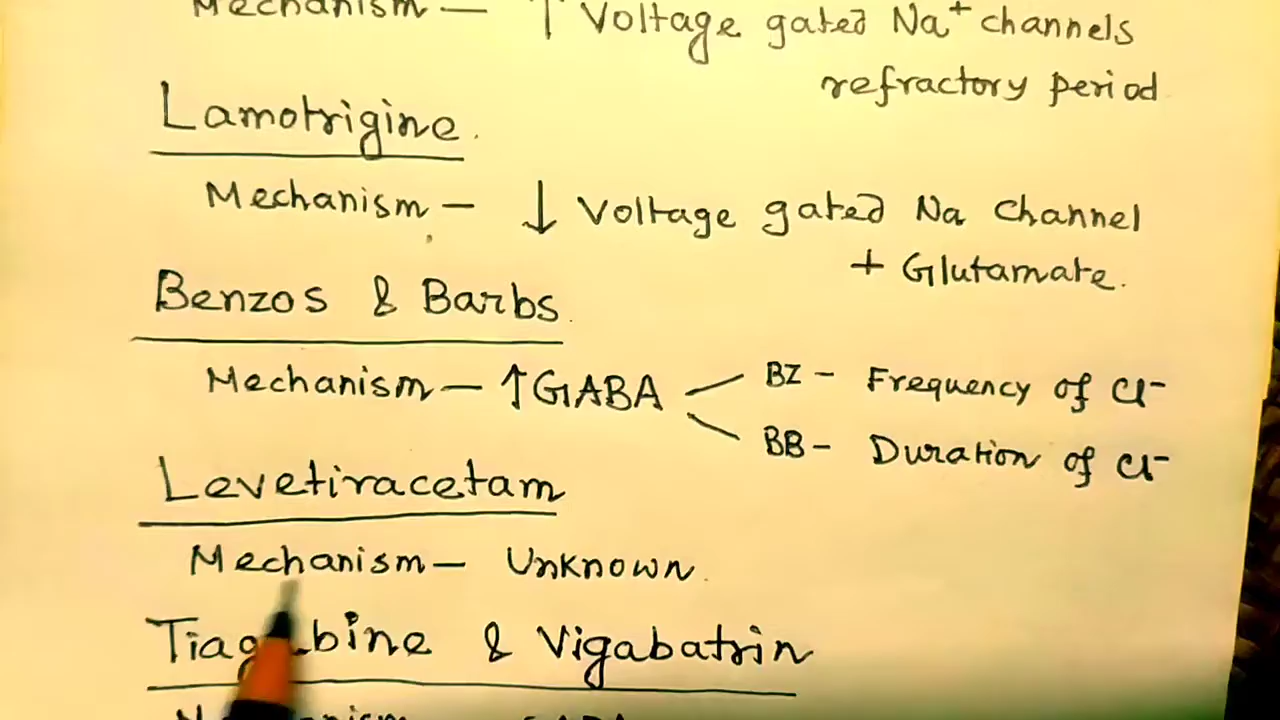 Mechanism — ↑ Voltage gated Na⁺ channels
refractory period
Lamotrigine.
Mechanism — ↓ Voltage gated Na Channel
+ Glutamate.
Benzos & Barbs.
Mechanism — ↑ GABA
BZ - Frequency of Cl⁻
BB - Duration of Cl⁻
Levetiracetam
Mechanism — Unknown.
& Vigabatrin